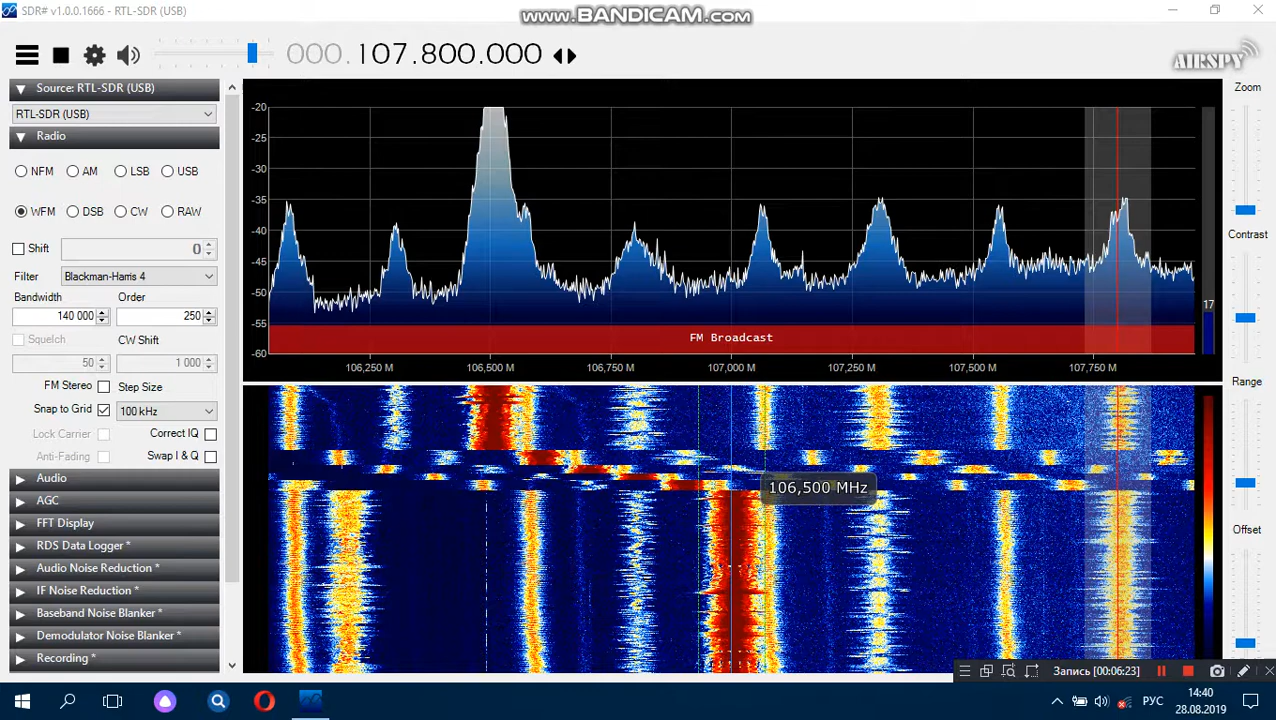 SDR# v1.0.0.1666 - RTL-SDR (USB)
www.BANDICAM.com
000.107.800.000
AIRSPY
Source: RTL-SDR (USB)
RTL-SDR (USB)
Radio
NFM AM LSB USB
WFM DSB CW RAW
Shift 0
Filter Blackman-Harris 4
Bandwidth Order
140 000 250
Squelch CW Shift
50 1 000
FM Stereo Step Size
Snap to Grid 100 kHz
Lock Carrier Correct IQ
Anti-Fading Swap I & Q
Audio
AGC
FFT Display
RDS Data Logger *
Audio Noise Reduction *
IF Noise Reduction *
Baseband Noise Blanker *
Demodulator Noise Blanker *
Recording *
-20
-25
-30
-35
-40
-45
-50
-55
-60
17
FM Broadcast
106,250 M 106,500 M 106,750 M 107,000 M 107,250 M 107,500 M 107,750 M
106,500 MHz
Zoom
Contrast
Range
Offset
Запись [00:06:23]
РУС
14:40
28.08.2019